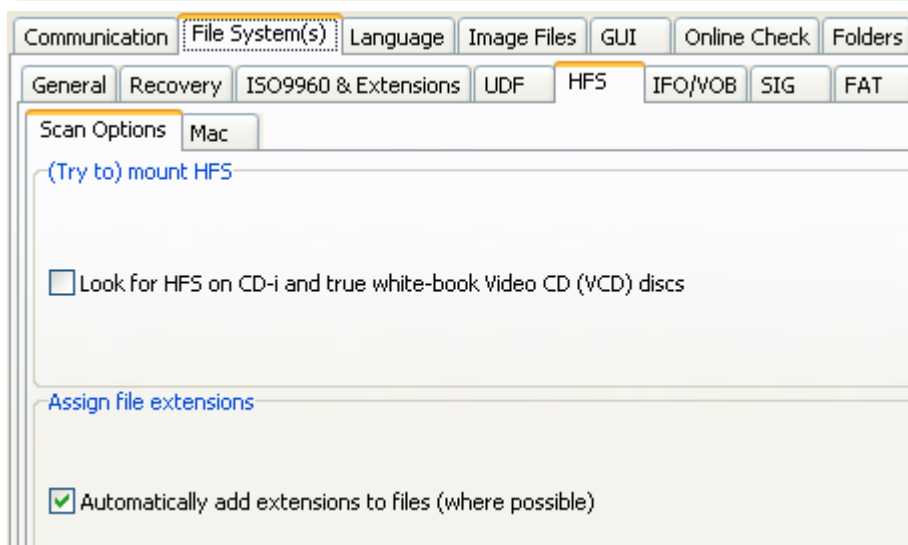 Communication File System(s) Language Image Files GUI Online Check Folders
General Recovery ISO9960 & Extensions UDF HFS IFO/VOB SIG FAT
Scan Options Mac
(Try to) mount HFS
Look for HFS on CD-i and true white-book Video CD (VCD) discs
Assign file extensions
Automatically add extensions to files (where possible)